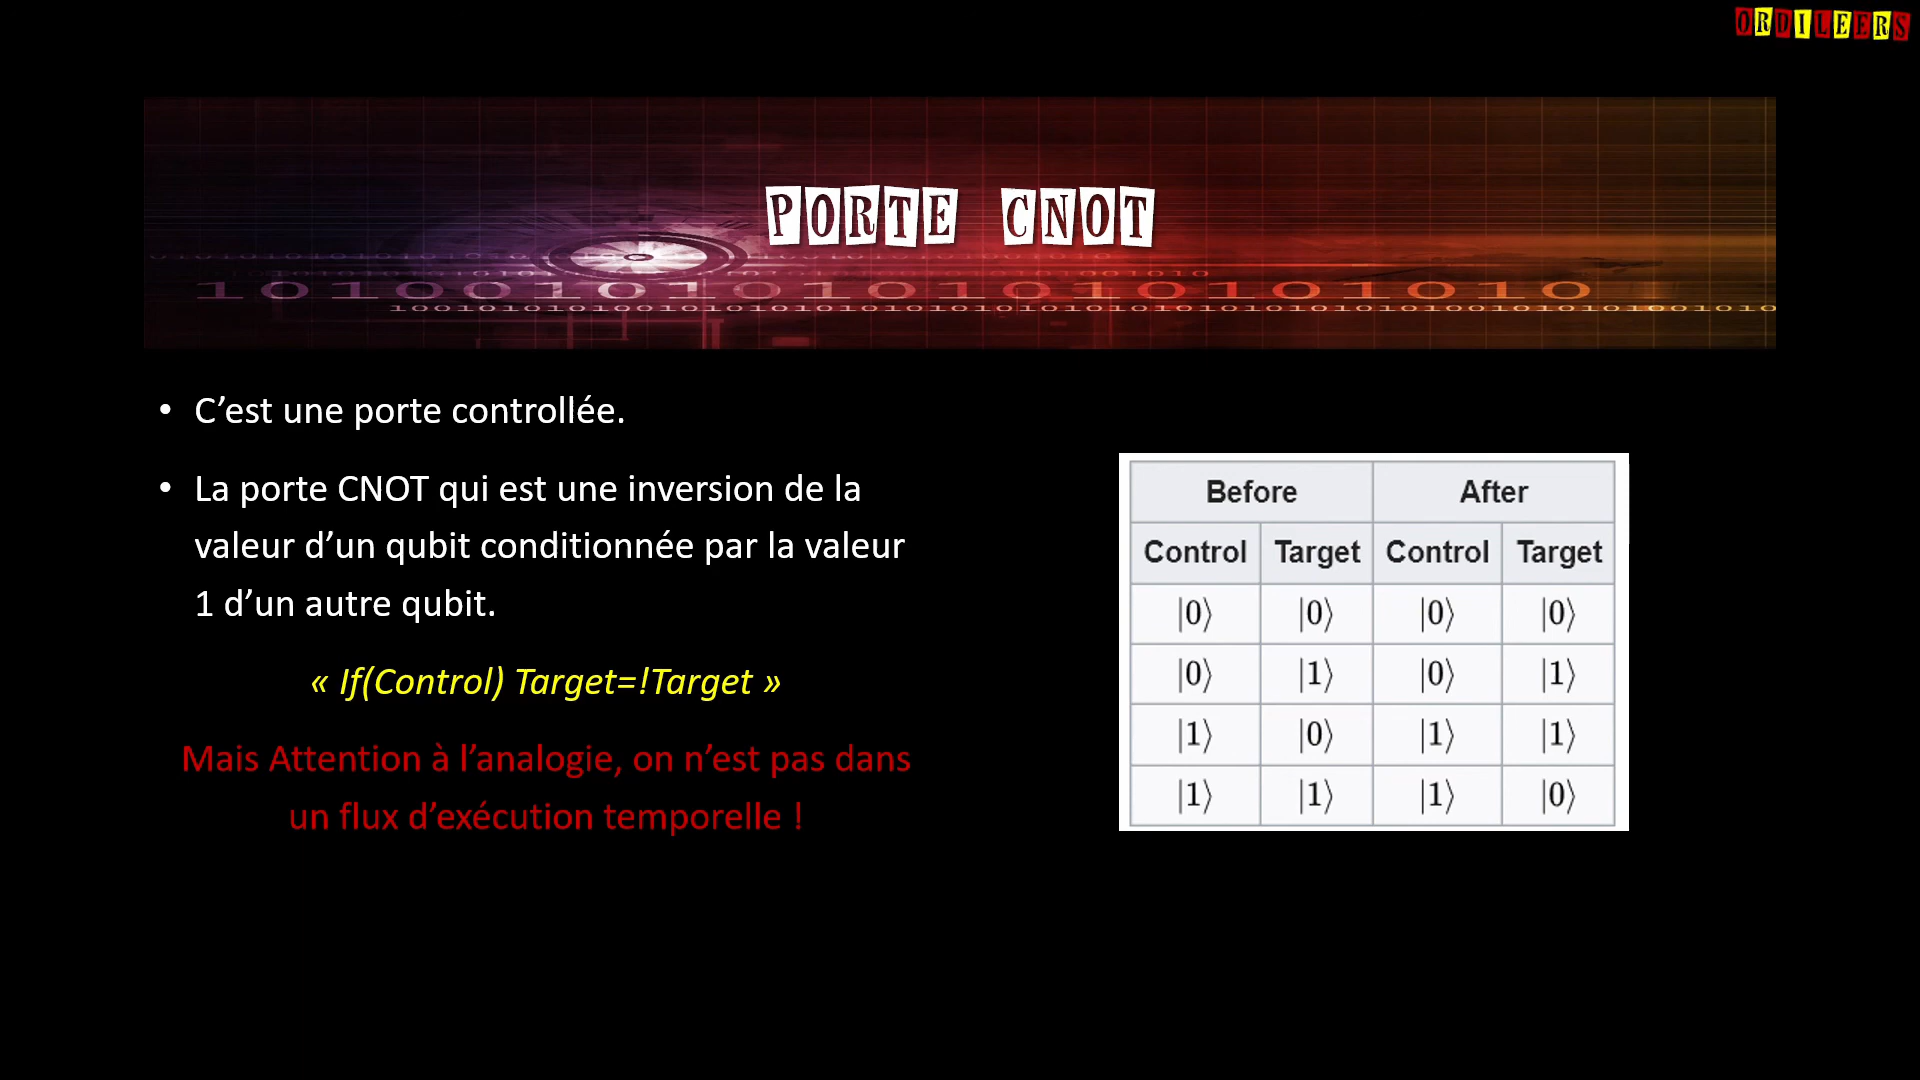 ORDILEERS
PORTE CNOT
• C’est une porte controllée.
• La porte CNOT qui est une inversion de la
valeur d’un qubit conditionnée par la valeur
1 d’un autre qubit.
« If(Control) Target=!Target »
Mais Attention à l’analogie, on n’est pas dans
un flux d’exécution temporelle !
Before After
Control Target Control Target
|0⟩ |0⟩ |0⟩ |0⟩
|0⟩ |1⟩ |0⟩ |1⟩
|1⟩ |0⟩ |1⟩ |1⟩
|1⟩ |1⟩ |1⟩ |0⟩